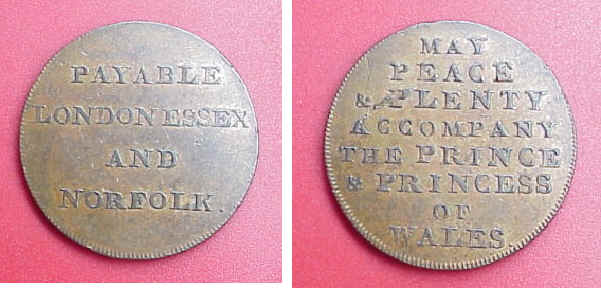 PAYABLE
LONDON ESSEX
AND
NORFOLK.
MAY
PEACE
& PLENTY
ACCOMPANY
THE PRINCE
& PRINCESS
OF
WALES